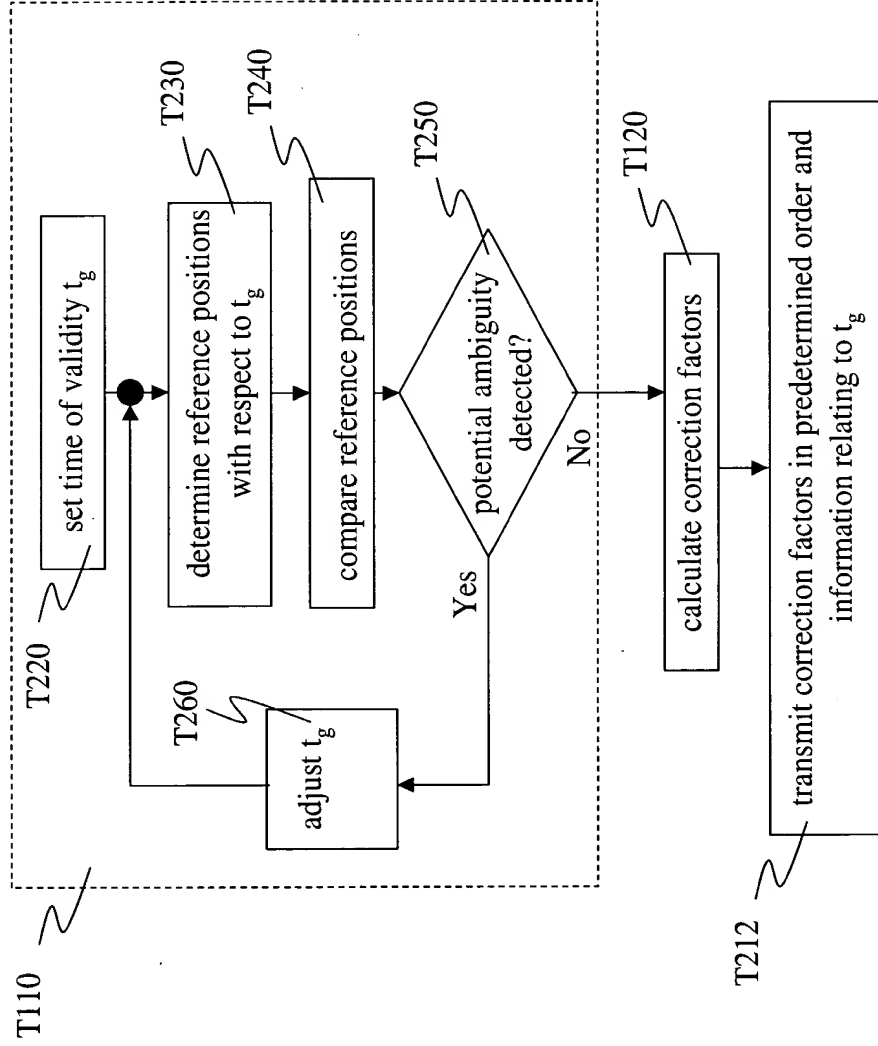 T110
T220
set time of validity t_g
T230
determine reference positions
with respect to t_g
T240
compare reference positions
T250
potential ambiguity
detected?
Yes
No
T260
adjust t_g
T120
calculate correction factors
T212
transmit correction factors in predetermined order and
information relating to t_g